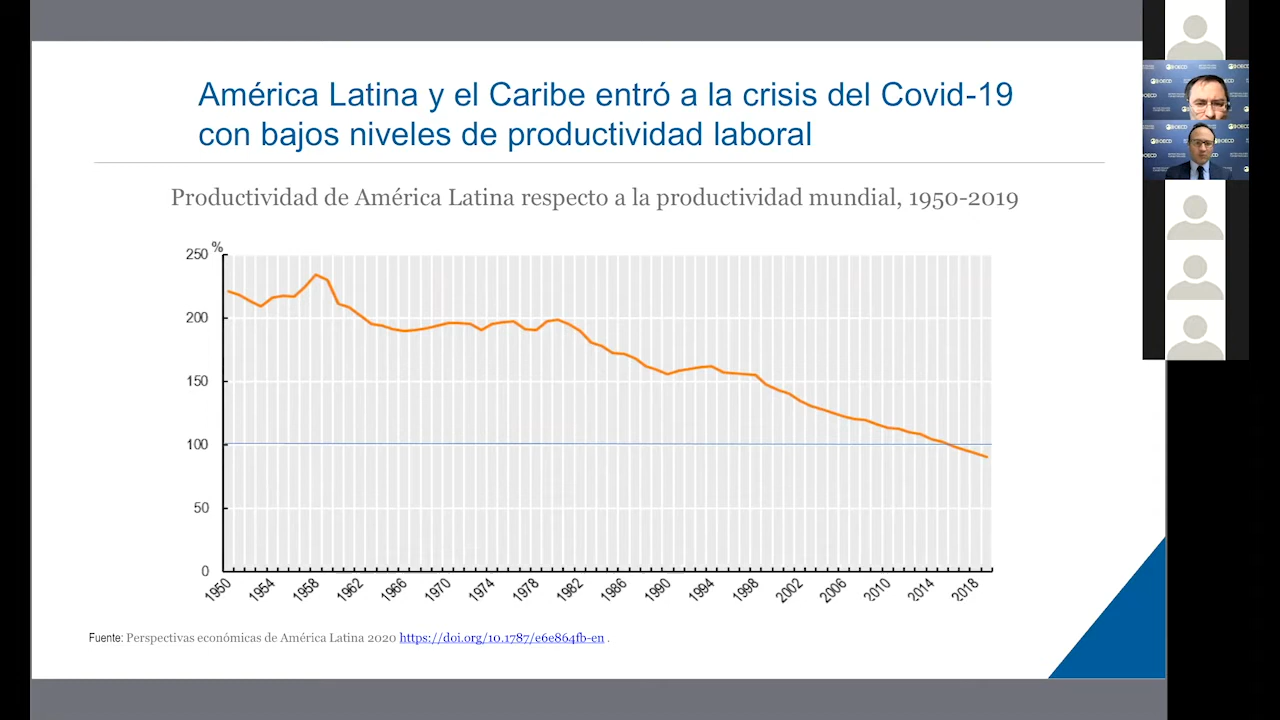 América Latina y el Caribe entró a la crisis del Covid-19
con bajos niveles de productividad laboral
Productividad de América Latina respecto a la productividad mundial, 1950-2019
%
250
200
150
100
50
0
1950 1954 1958 1962 1966 1970 1974 1978 1982 1986 1990 1994 1998 2002 2006 2010 2014 2018
Fuente: Perspectivas económicas de América Latina 2020 https://doi.org/10.1787/e6e864fb-en .
OECD
OECD